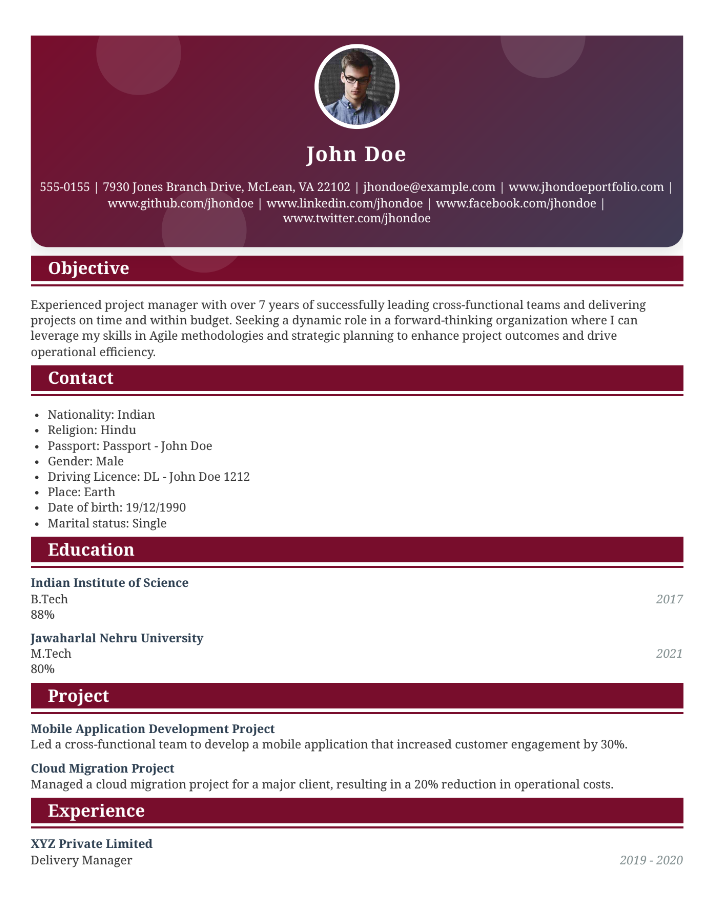 John Doe
555-0155 | 7930 Jones Branch Drive, McLean, VA 22102 | jhondoe@example.com | www.jhondoeportfolio.com |
www.github.com/jhondoe | www.linkedin.com/jhondoe | www.facebook.com/jhondoe |
www.twitter.com/jhondoe
Objective
Experienced project manager with over 7 years of successfully leading cross-functional teams and delivering
projects on time and within budget. Seeking a dynamic role in a forward-thinking organization where I can
leverage my skills in Agile methodologies and strategic planning to enhance project outcomes and drive
operational efficiency.
Contact
• Nationality: Indian
• Religion: Hindu
• Passport: Passport - John Doe
• Gender: Male
• Driving Licence: DL - John Doe 1212
• Place: Earth
• Date of birth: 19/12/1990
• Marital status: Single
Education
Indian Institute of Science
B.Tech 2017
88%
Jawaharlal Nehru University
M.Tech 2021
80%
Project
Mobile Application Development Project
Led a cross-functional team to develop a mobile application that increased customer engagement by 30%.
Cloud Migration Project
Managed a cloud migration project for a major client, resulting in a 20% reduction in operational costs.
Experience
XYZ Private Limited
Delivery Manager 2019 - 2020